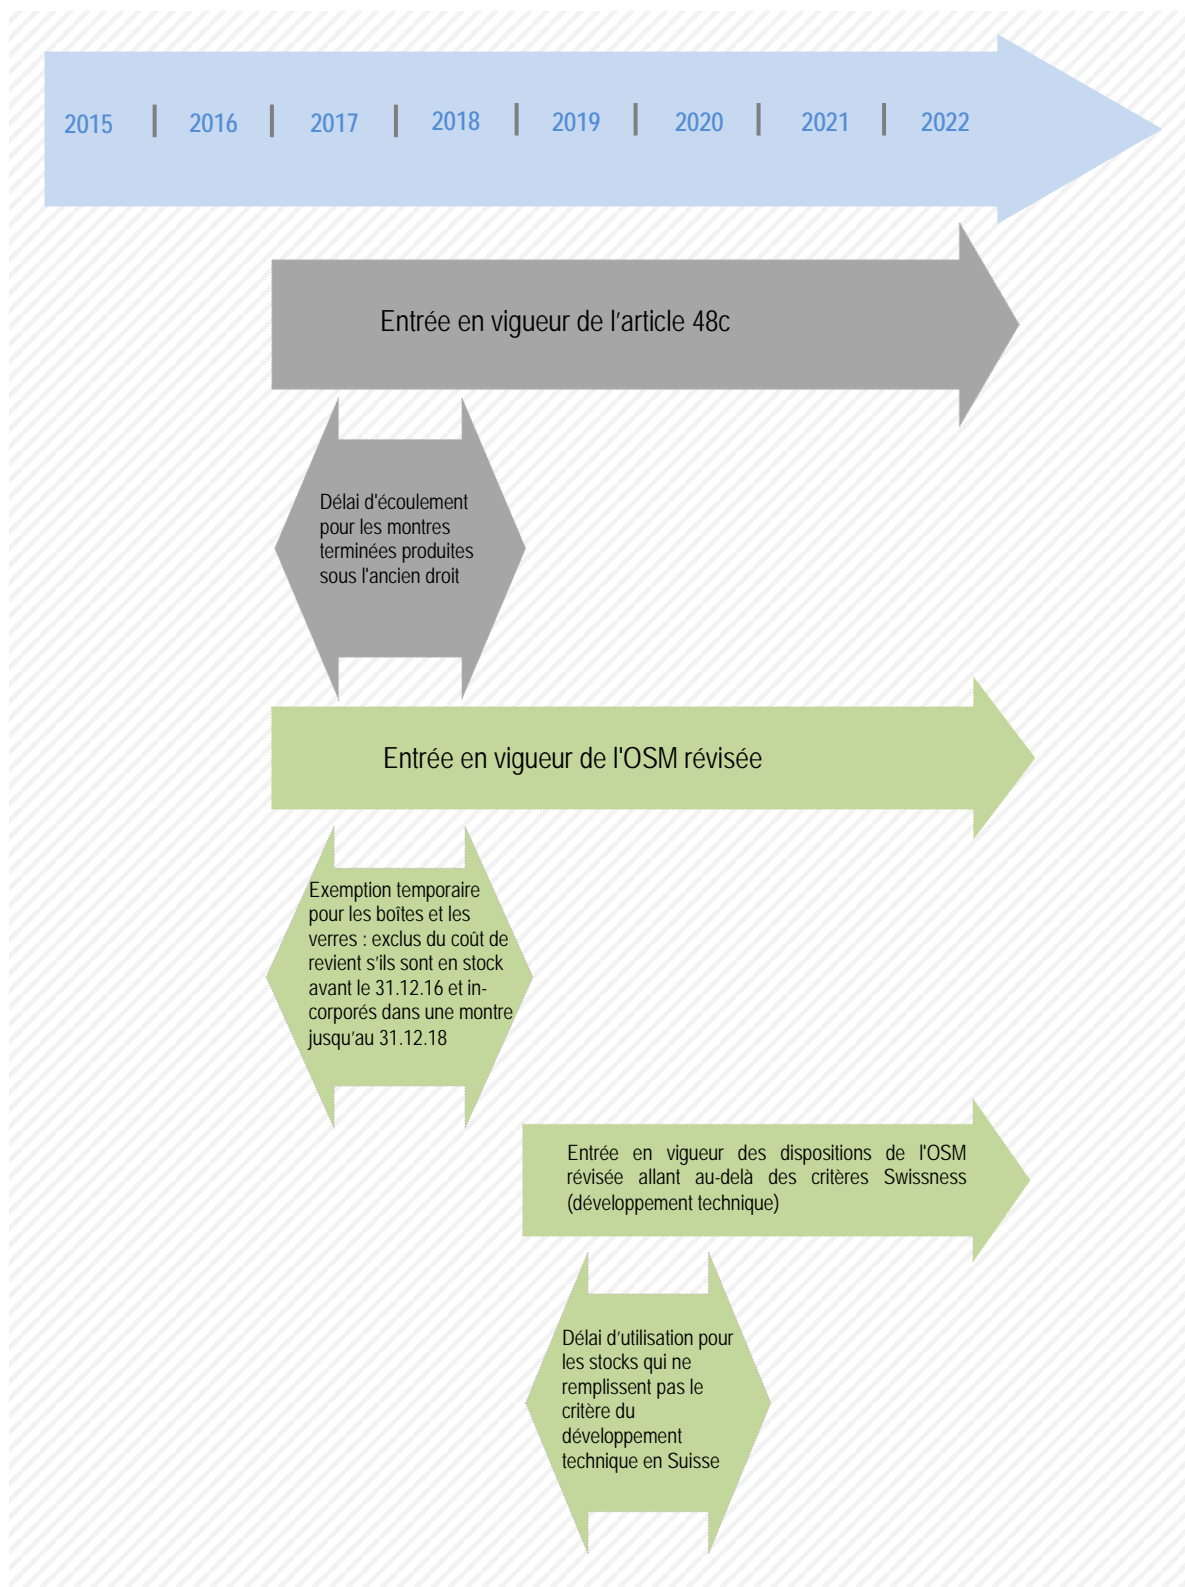 2015 | 2016 | 2017 | 2018 | 2019 | 2020 | 2021 | 2022
Entrée en vigueur de l'article 48c
Délai d'écoulement
pour les montres
terminées produites
sous l'ancien droit
Entrée en vigueur de l'OSM révisée
Exemption temporaire
pour les boîtes et les
verres : exclus du coût de
revient s'ils sont en stock
avant le 31.12.16 et in-
corporés dans une montre
jusqu'au 31.12.18
Entrée en vigueur des dispositions de l'OSM
révisée allant au-delà des critères Swissness
(développement technique)
Délai d'utilisation pour
les stocks qui ne
remplissent pas le
critère du
développement
technique en Suisse